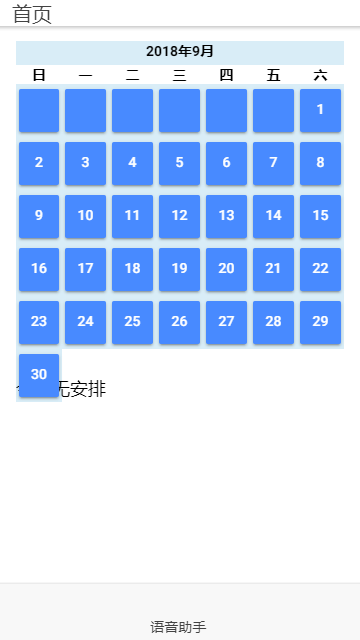 首页
2018年9月
日 一 二 三 四 五 六
1
2 3 4 5 6 7 8
9 10 11 12 13 14 15
16 17 18 19 20 21 22
23 24 25 26 27 28 29
30
无安排
语音助手